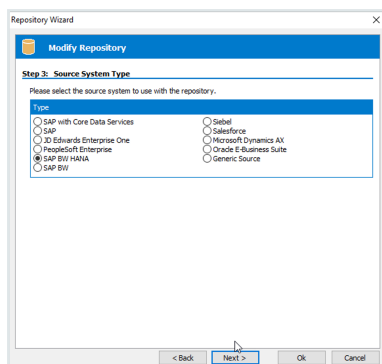 Repository Wizard
Modify Repository
Step 3: Source System Type
Please select the source system to use with the repository.
Type
SAP with Core Data Services
SAP
JD Edwards Enterprise One
PeopleSoft Enterprise
SAP BW HANA
SAP BW
Siebel
Salesforce
Microsoft Dynamics AX
Oracle E-Business Suite
Generic Source
< Back
Next >
Ok
Cancel